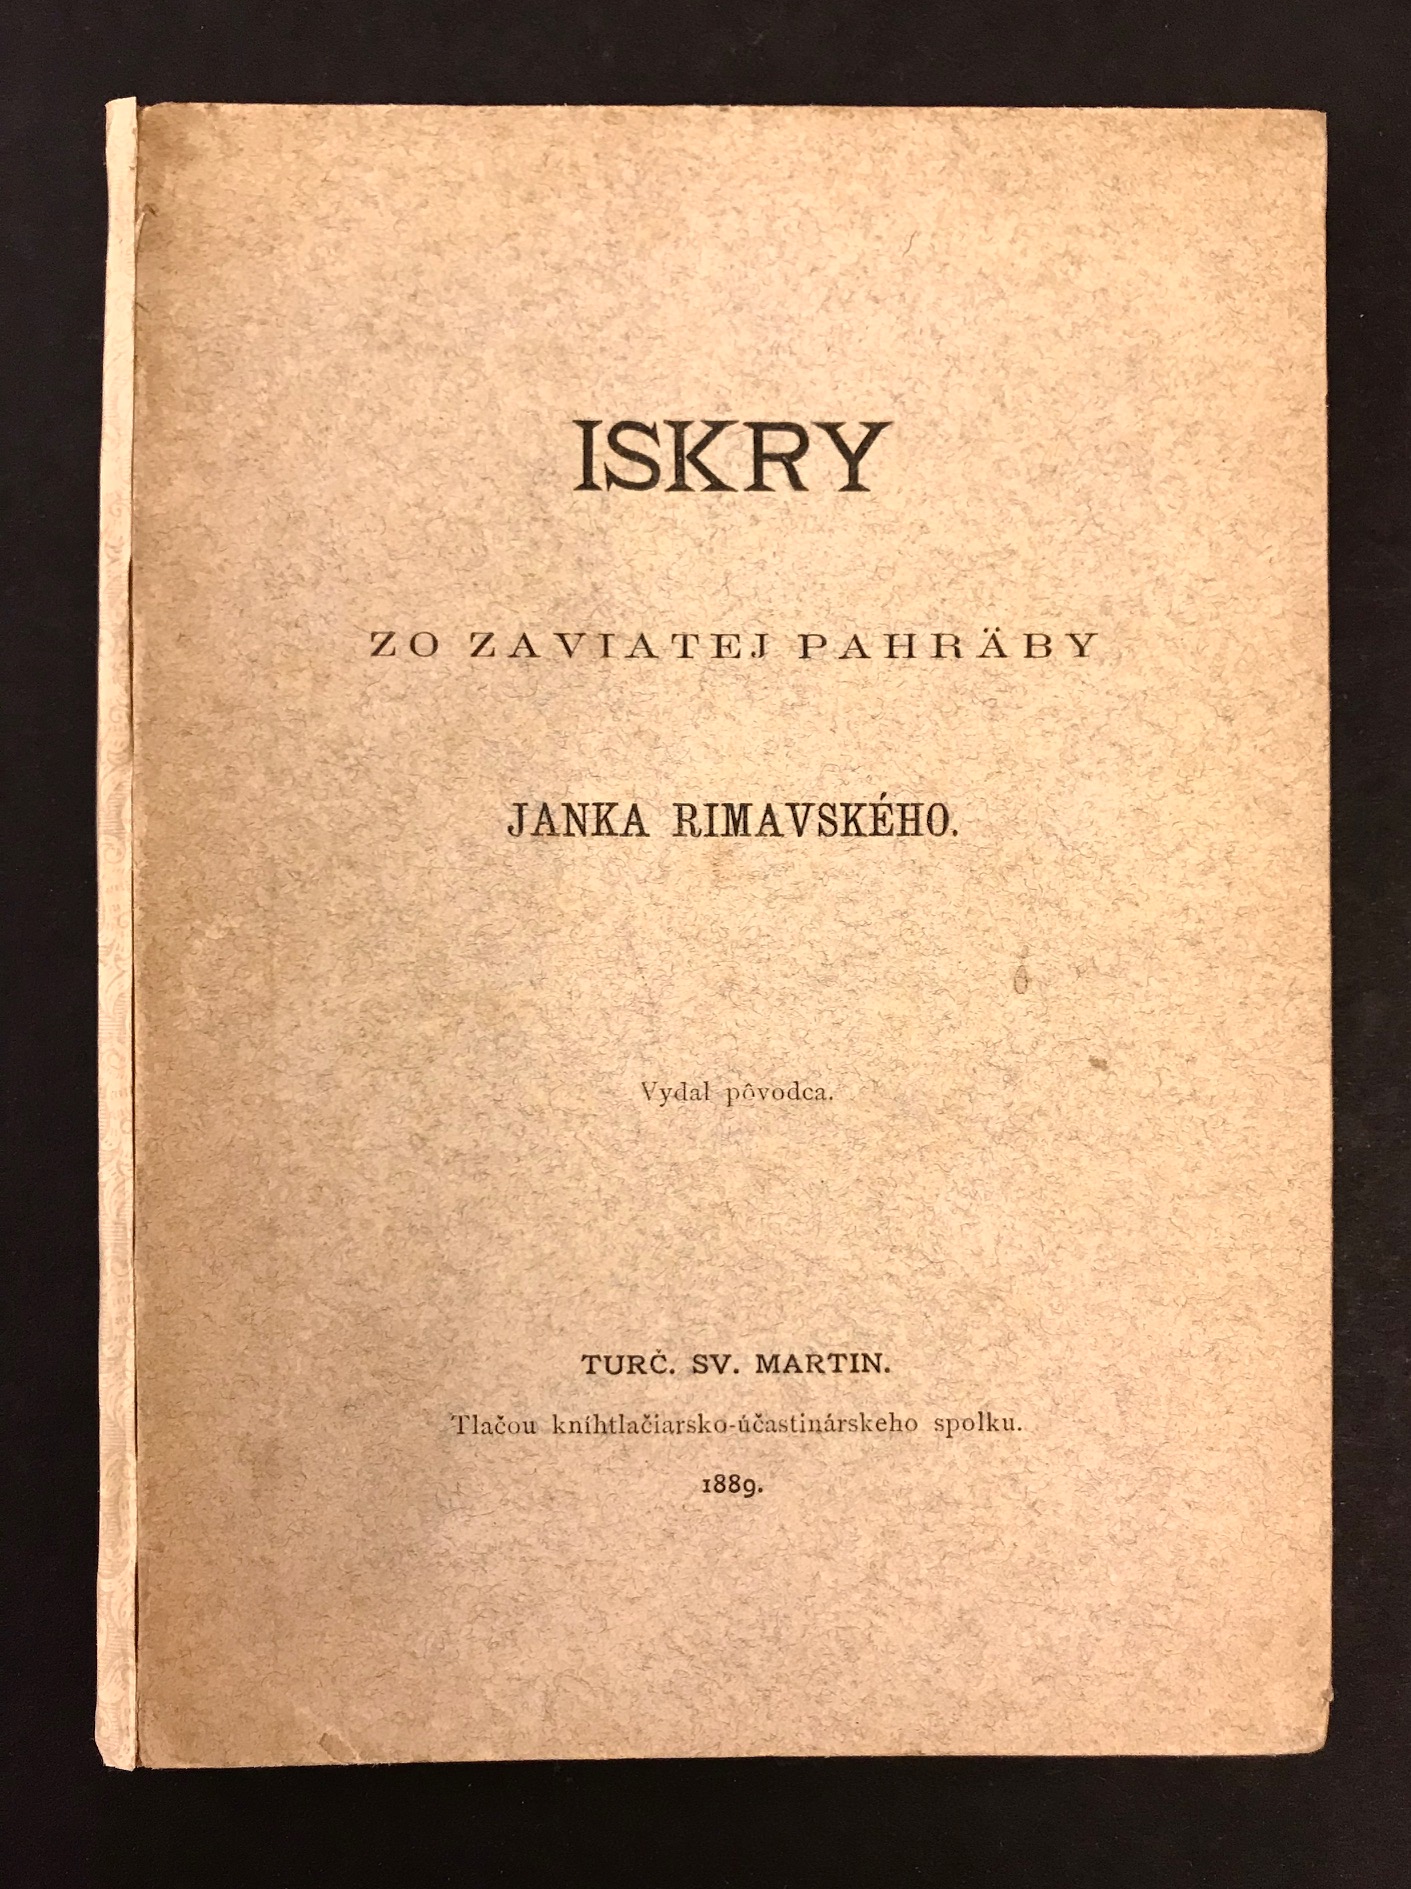 ISKRY
ZO ZAVIATEJ PAHRÄBY
JANKA RIMAVSKÉHO.
Vydal pôvodca.
TURČ. SV. MARTIN.
Tlačou kníhtlačiarsko-účastinárskeho spolku.
1889.